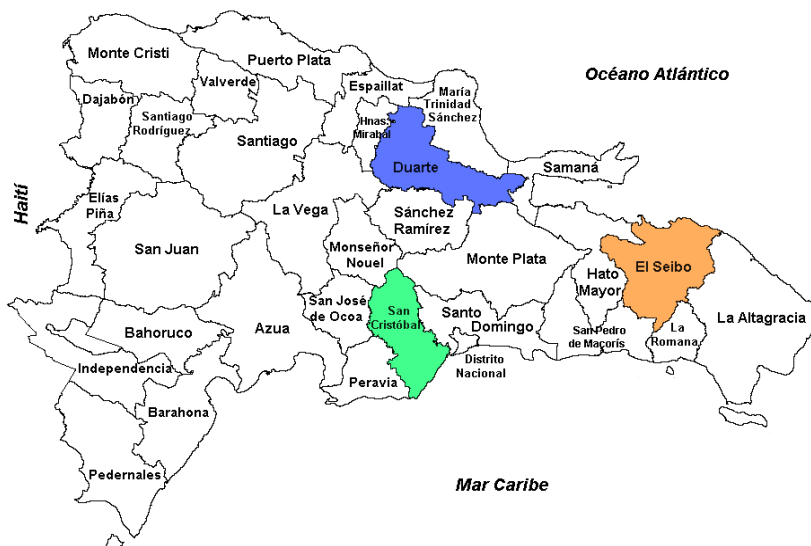 Monte Cristi
Puerto Plata
Océano Atlántico
Valverde
Espaillat
María
Trinidad
Sánchez
Dajabón
Santiago
Rodríguez
Santiago
Hnas.
Mirabal
Duarte
Samaná
Haití
Elías
Piña
La Vega
Sánchez
Ramírez
San Juan
Monseñor
Nouel
Monte Plata
El Seibo
Hato
Mayor
San José
de Ocoa
San
Cristóbal
Santo
Domingo
La Altagracia
Azua
Bahoruco
San Pedro
de Macorís
La
Romana
Independencia
Peravia
Distrito
Nacional
Barahona
Pedernales
Mar Caribe